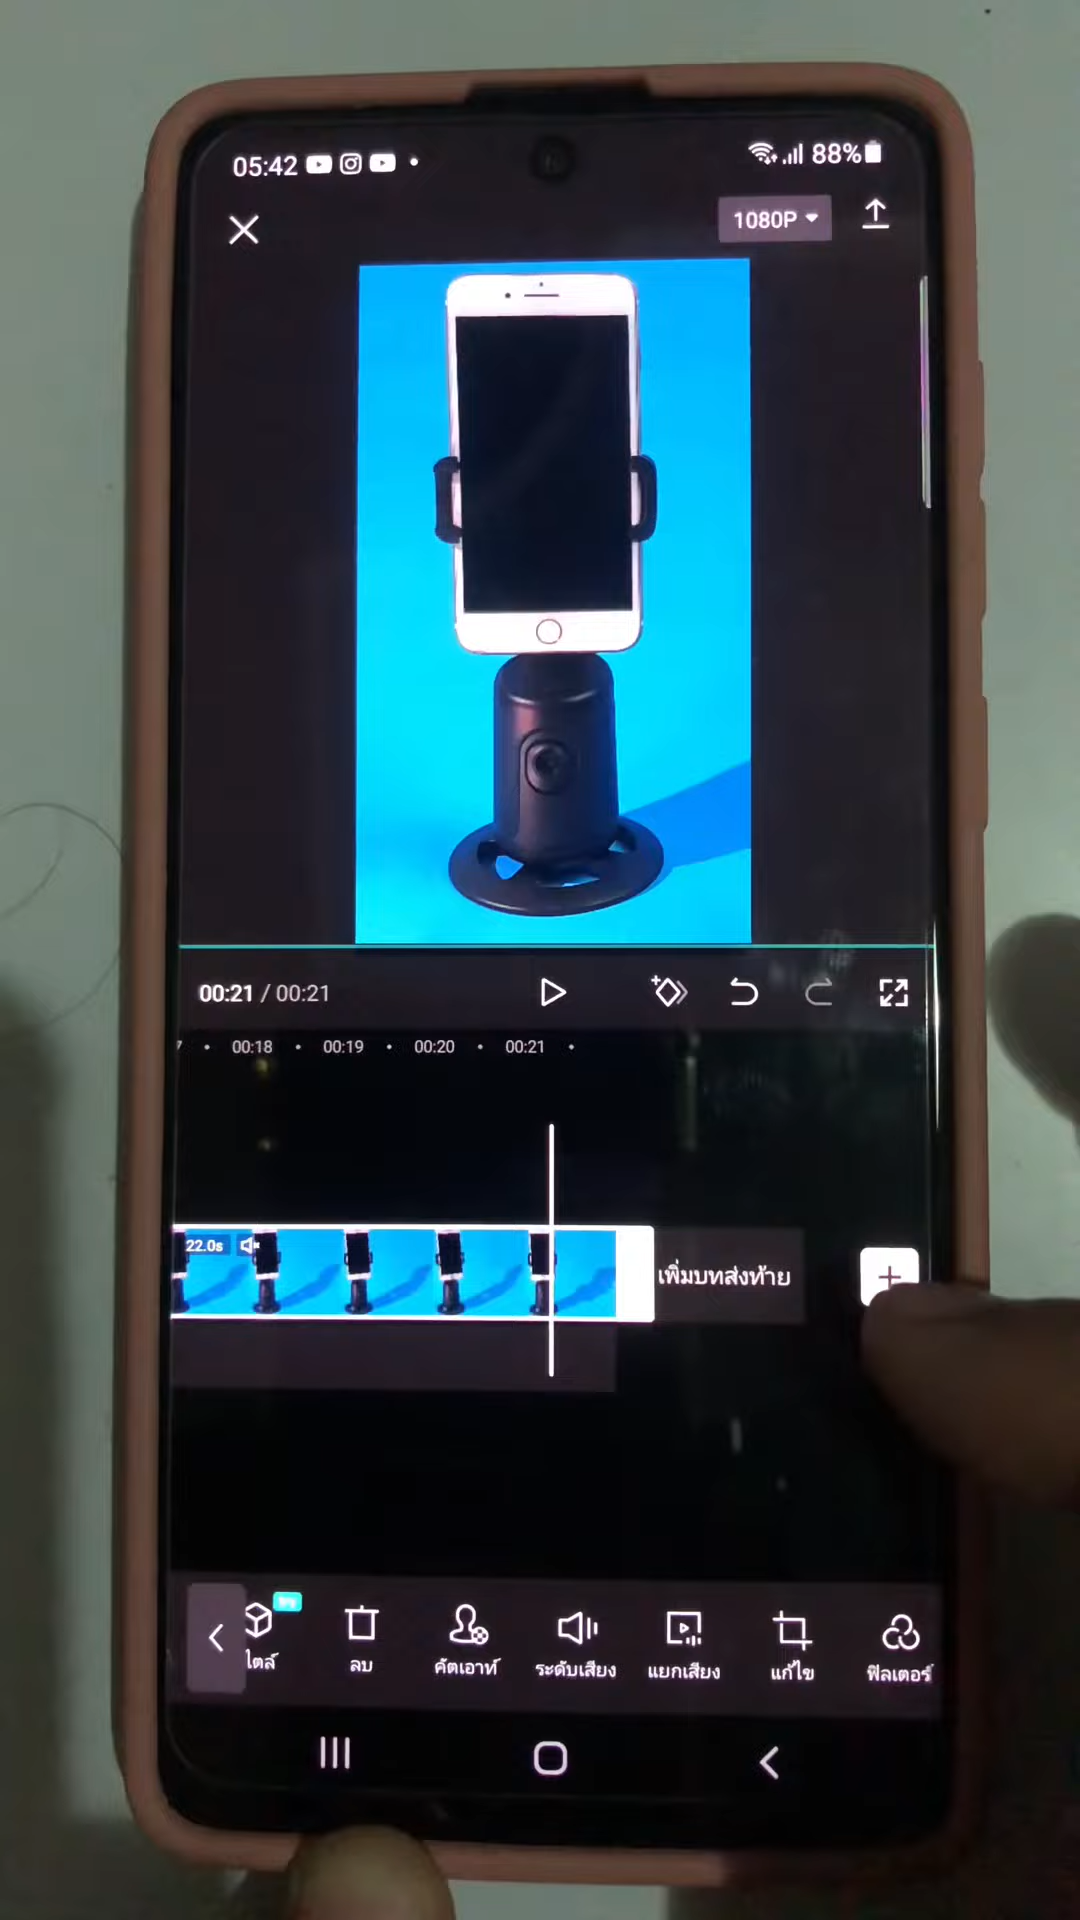 05:42
88%
1080P
00:21 / 00:21
00:18 00:19 00:20 00:21
22.0s
เพิ่มบทส่งท้าย
ไตล์
ลบ
คัตเอาท์
ระดับเสียง
แยกเสียง
แก้ไข
ฟิลเตอร์